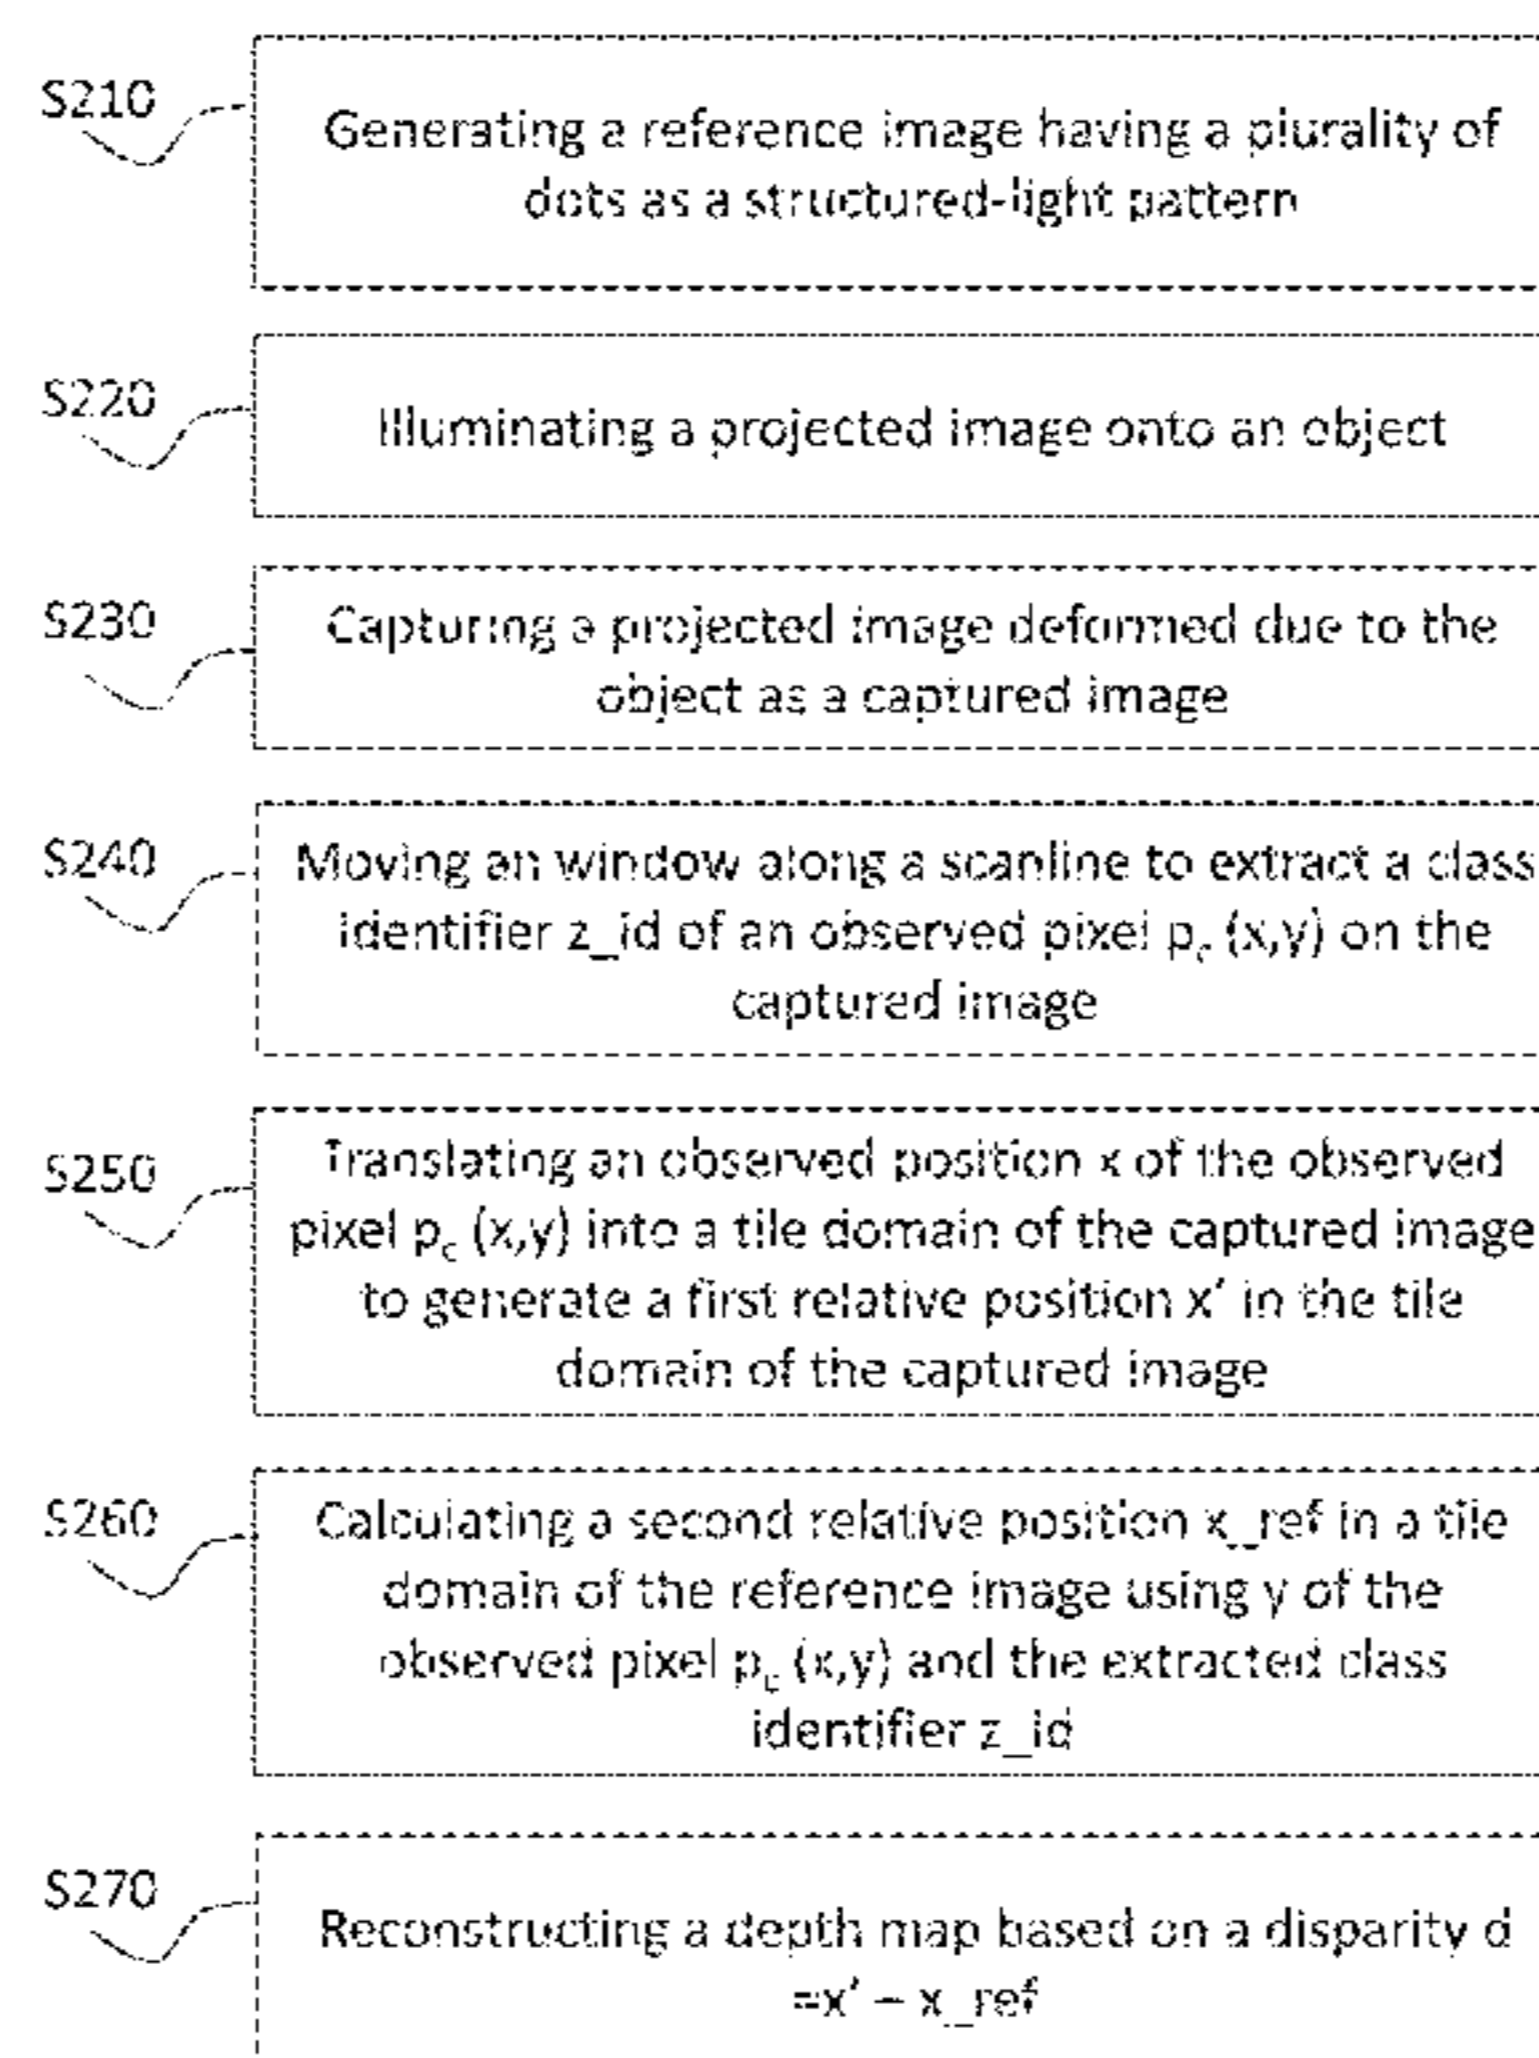 S210
Generating a reference image having a plurality of
dots as a structured-light pattern
S220
Illuminating a projected image onto an object
S230
Capturing a projected image deformed due to the
object as a captured image
S240
Moving an window along a scanline to extract a class
identifier z_id of an observed pixel p_c (x,y) on the
captured image
S250
Translating an observed position x of the observed
pixel p_c (x,y) into a tile domain of the captured image
to generate a first relative position x’ in the tile
domain of the captured image
S260
Calculating a second relative position x_ref in a tile
domain of the reference image using y of the
observed pixel p_c (x,y) and the extracted class
identifier z_id
S270
Reconstructing a depth map based on a disparity d
=x’ – x_ref